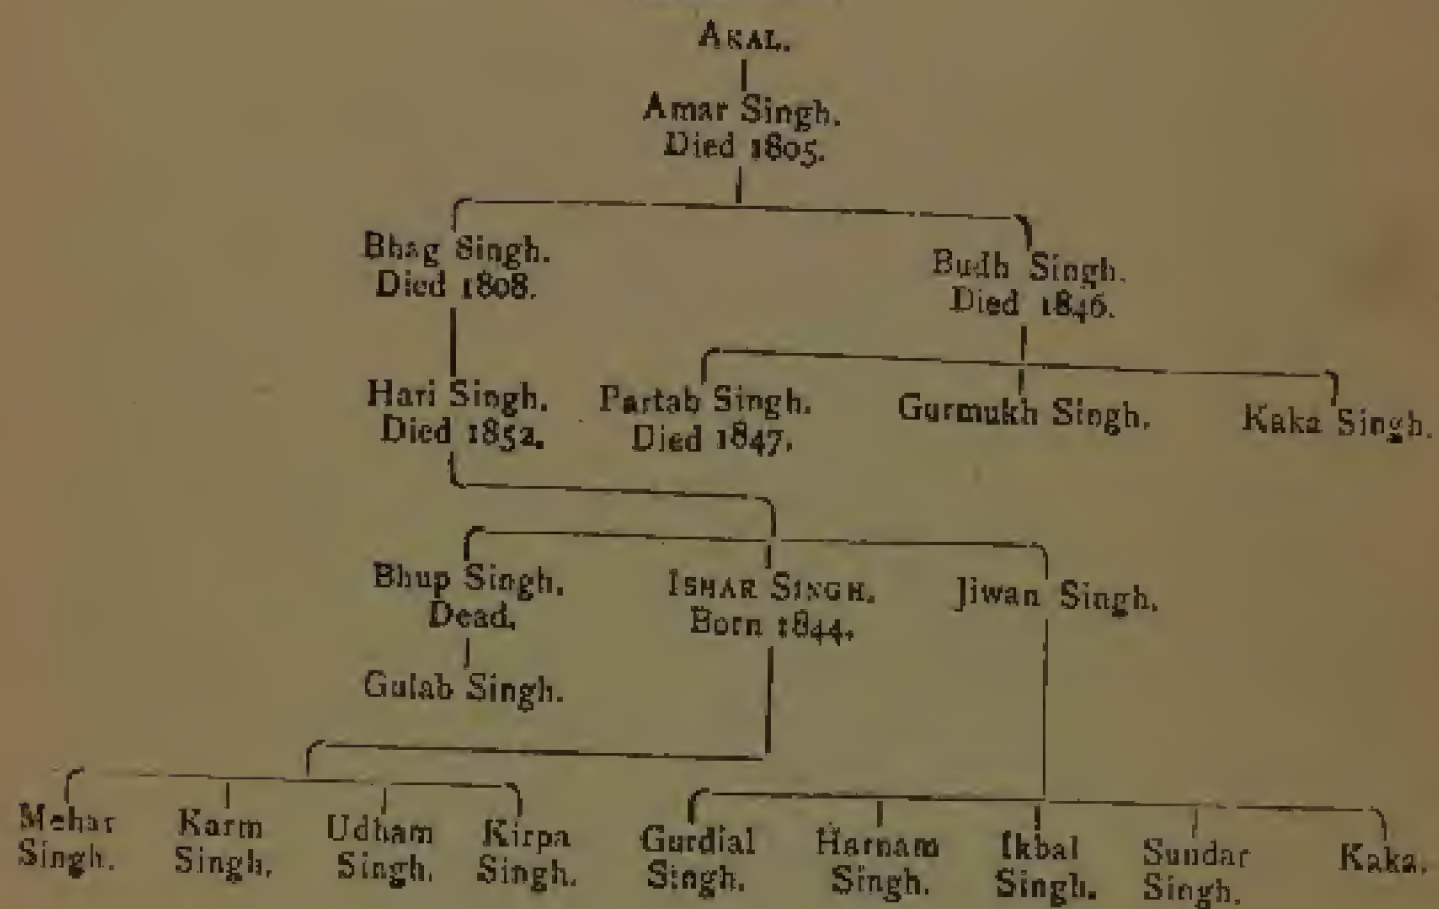 AKAL.
Amar Singh.
Died 1805.
Bhag Singh.
Died 1808.
Budh Singh.
Died 1846.
Hari Singh.
Died 1852.
Partab Singh.
Died 1847.
Gurmukh Singh.
Kaka Singh.
Bhup Singh.
Dead.
ISHAR SINGH.
Born 1844.
Jiwan Singh.
Gulab Singh.
Mehar
Singh.
Karm
Singh.
Udham
Singh.
Kirpa
Singh.
Gurdial
Singh.
Harnam
Singh.
Ikbal
Singh.
Sundar
Singh.
Kaka.